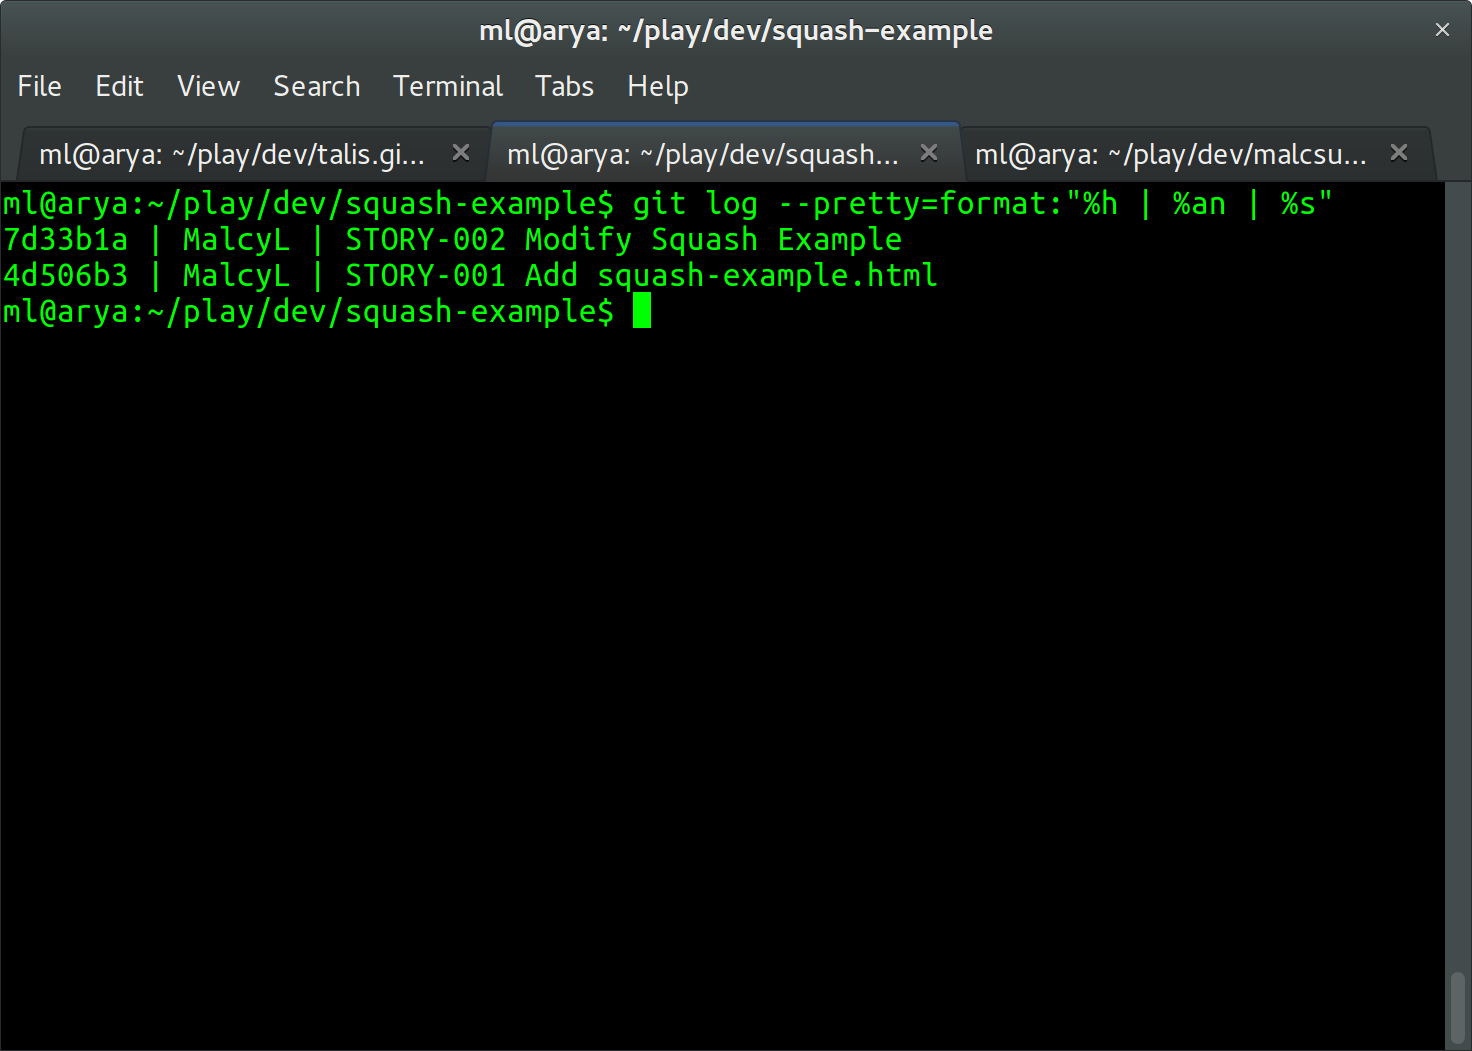 ml@arya: ~/play/dev/squash-example
File Edit View Search Terminal Tabs Help
ml@arya: ~/play/dev/talis.gi... ml@arya: ~/play/dev/squash... ml@arya: ~/play/dev/malcsu...
ml@arya:~/play/dev/squash-example$ git log --pretty=format:"%h | %an | %s"
7d33b1a | MalcyL | STORY-002 Modify Squash Example
4d506b3 | MalcyL | STORY-001 Add squash-example.html
ml@arya:~/play/dev/squash-example$